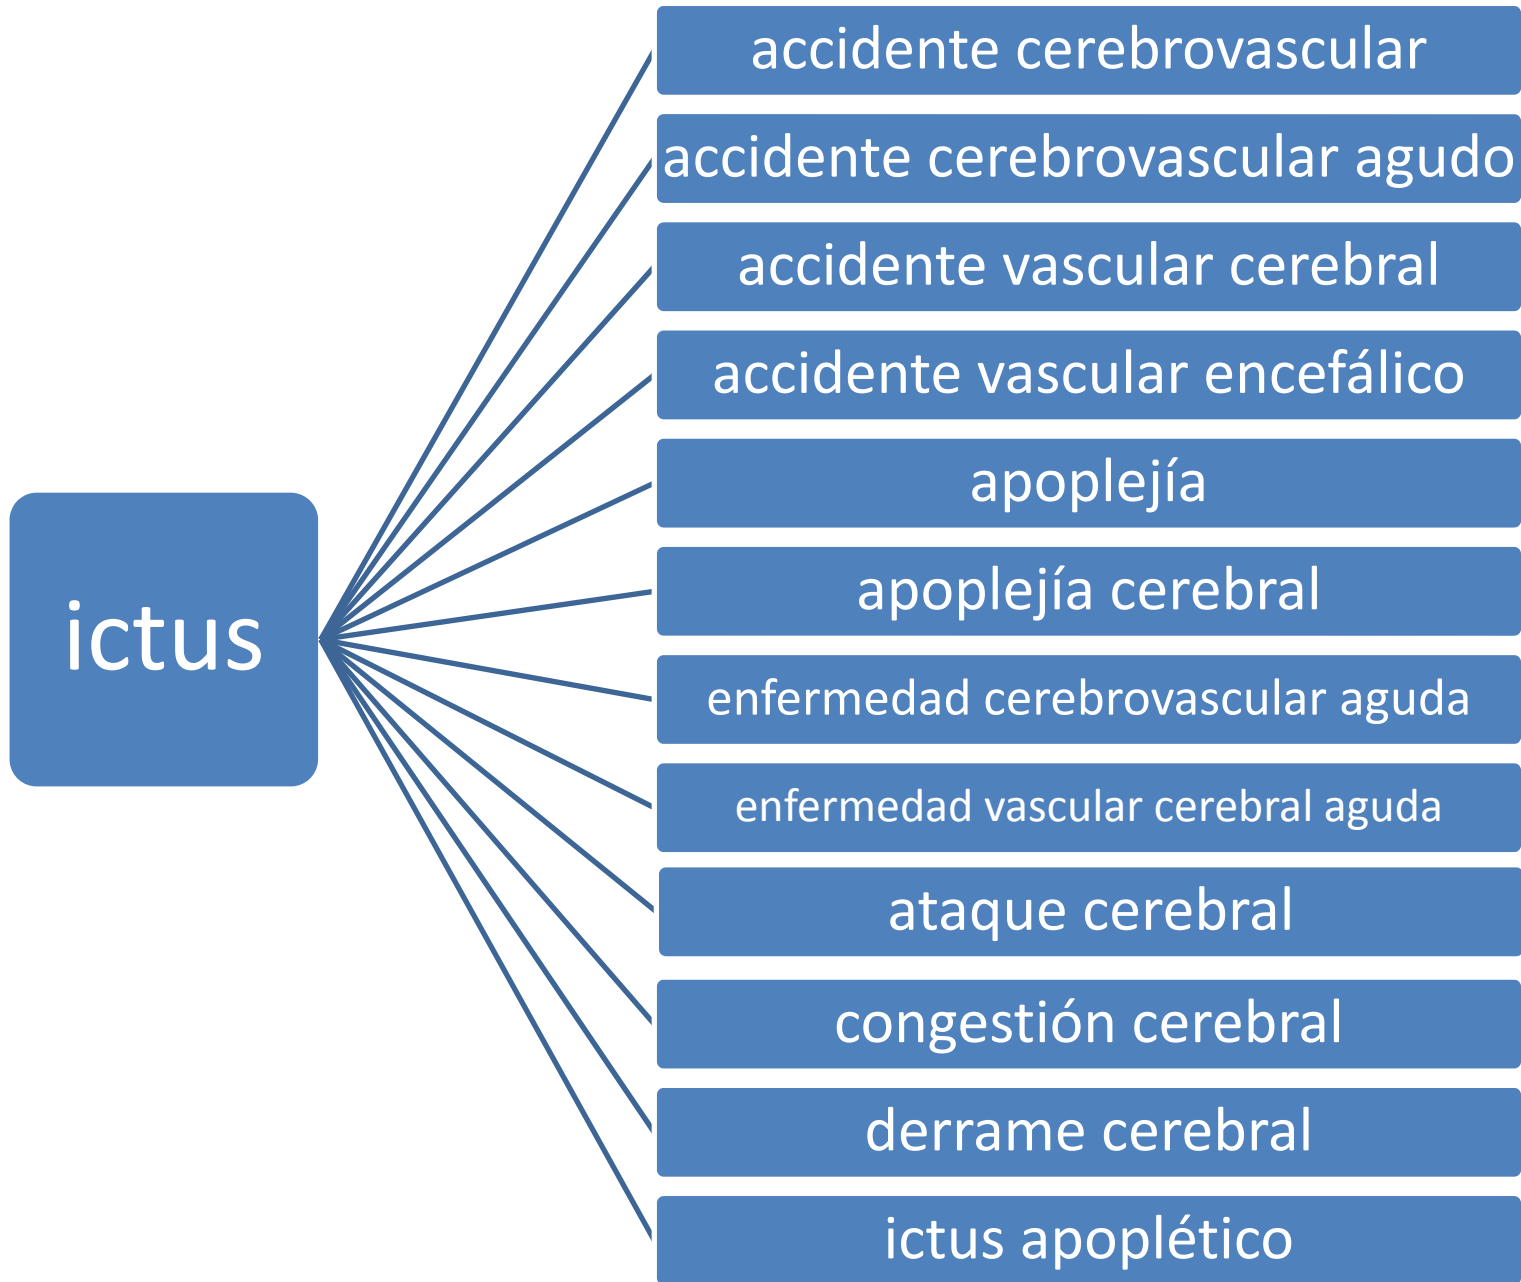 ictus
accidente cerebrovascular
accidente cerebrovascular agudo
accidente vascular cerebral
accidente vascular encefálico
apoplejía
apoplejía cerebral
enfermedad cerebrovascular aguda
enfermedad vascular cerebral aguda
ataque cerebral
congestión cerebral
derrame cerebral
ictus apoplético